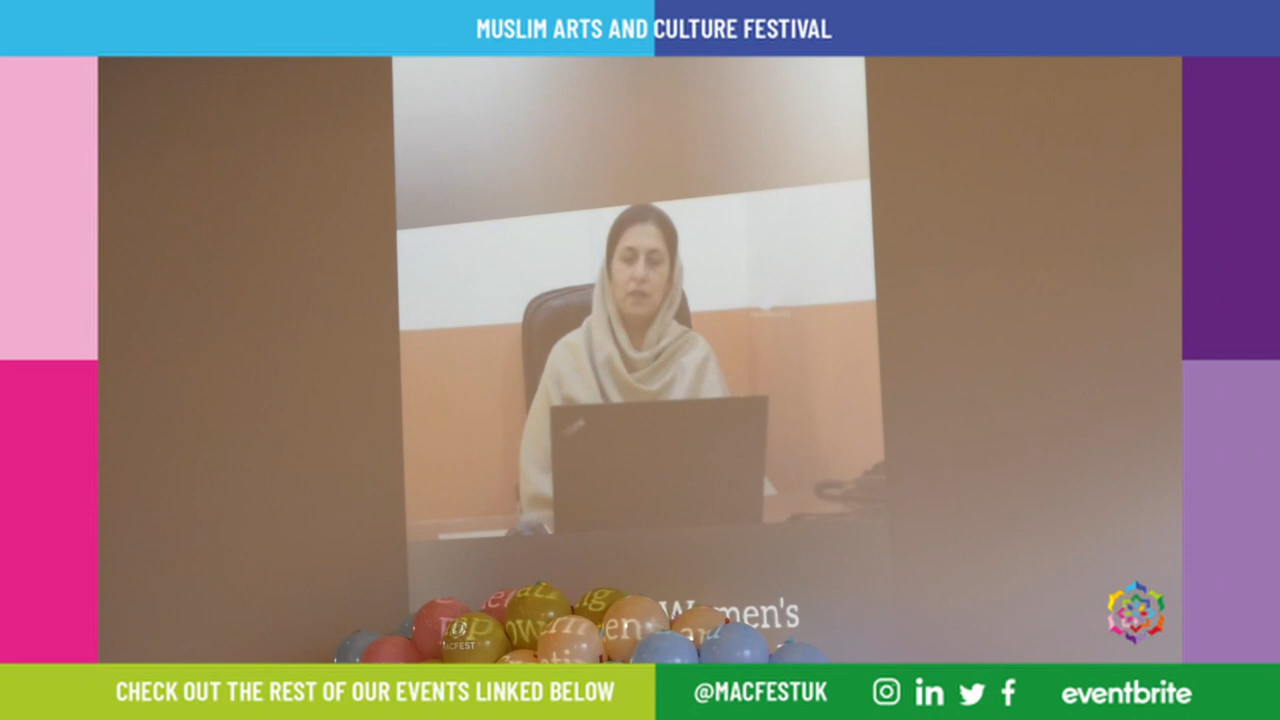 MUSLIM ARTS AND CULTURE FESTIVAL
Women's
MACFEST
CHECK OUT THE REST OF OUR EVENTS LINKED BELOW
@MACFESTUK
eventbrite